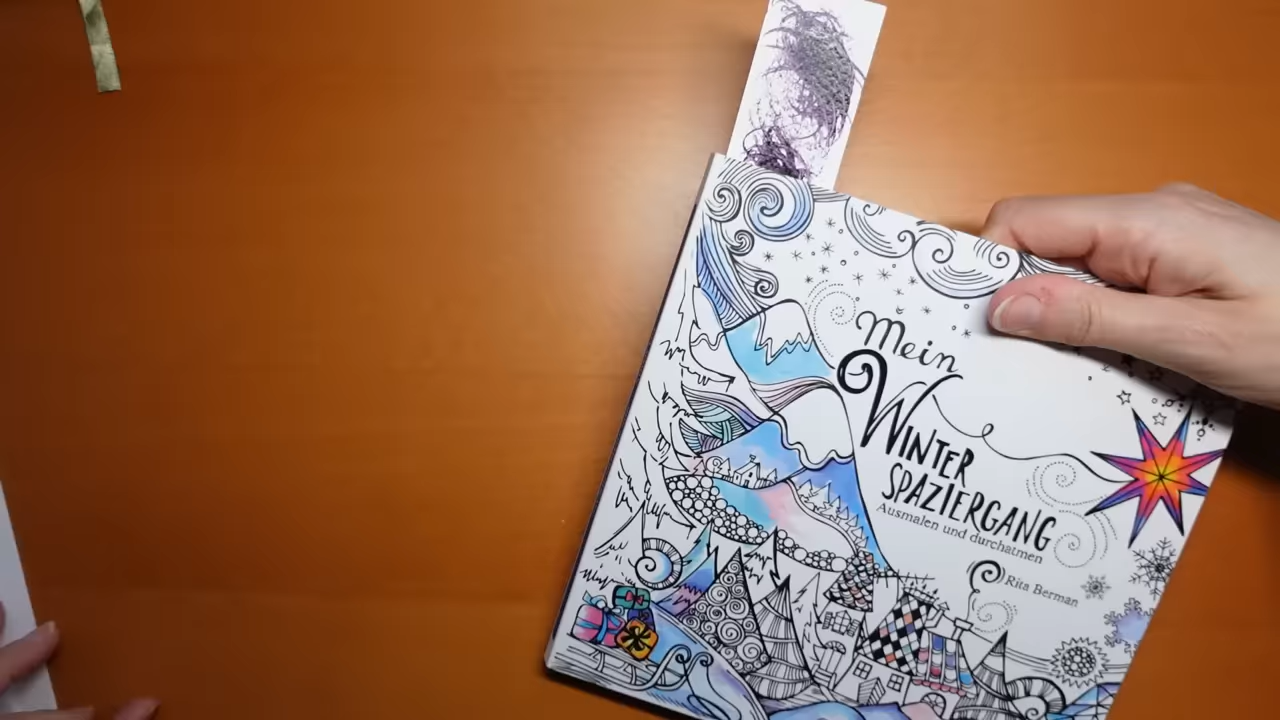 Mein
WINTER
SPAZIERGANG
Ausmalen und durchatmen
Rita Berman